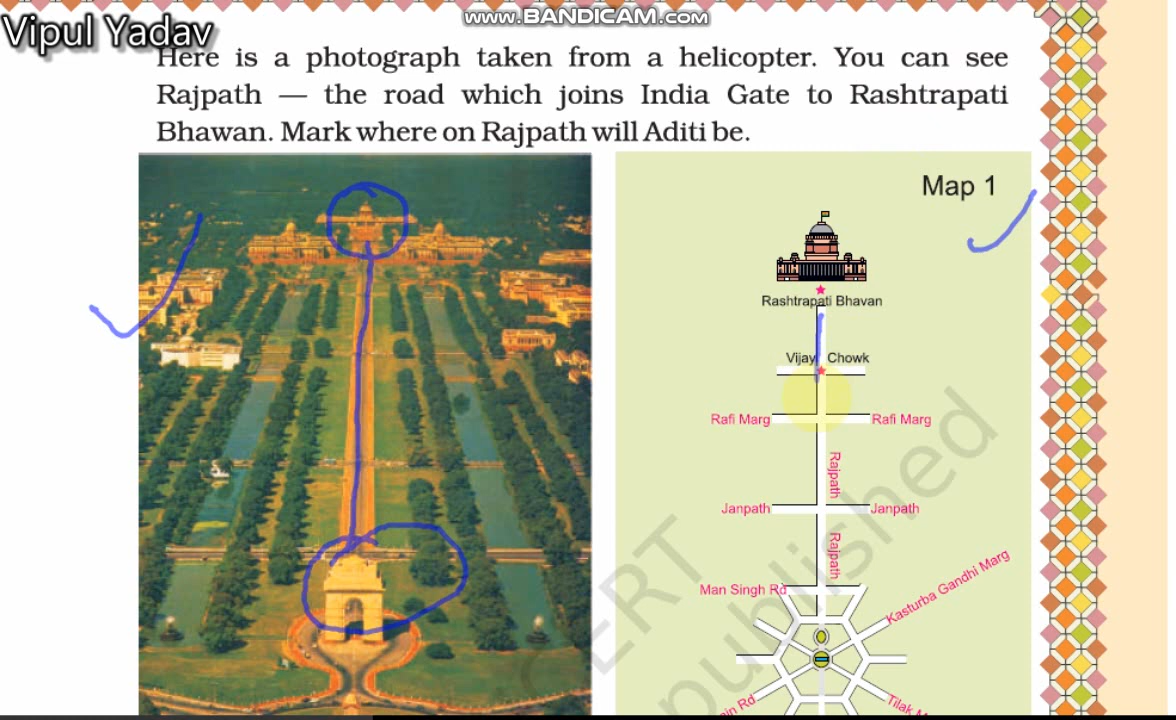 www.BANDICAM.com
Vipul Yadav
Here is a photograph taken from a helicopter. You can see
Rajpath — the road which joins India Gate to Rashtrapati
Bhawan. Mark where on Rajpath will Aditi be.
Map 1
Rashtrapati Bhavan
Vijay Chowk
Rafi Marg
Rafi Marg
Rajpath
Janpath
Janpath
Rajpath
Man Singh Rd
Kasturba Gandhi Marg
published